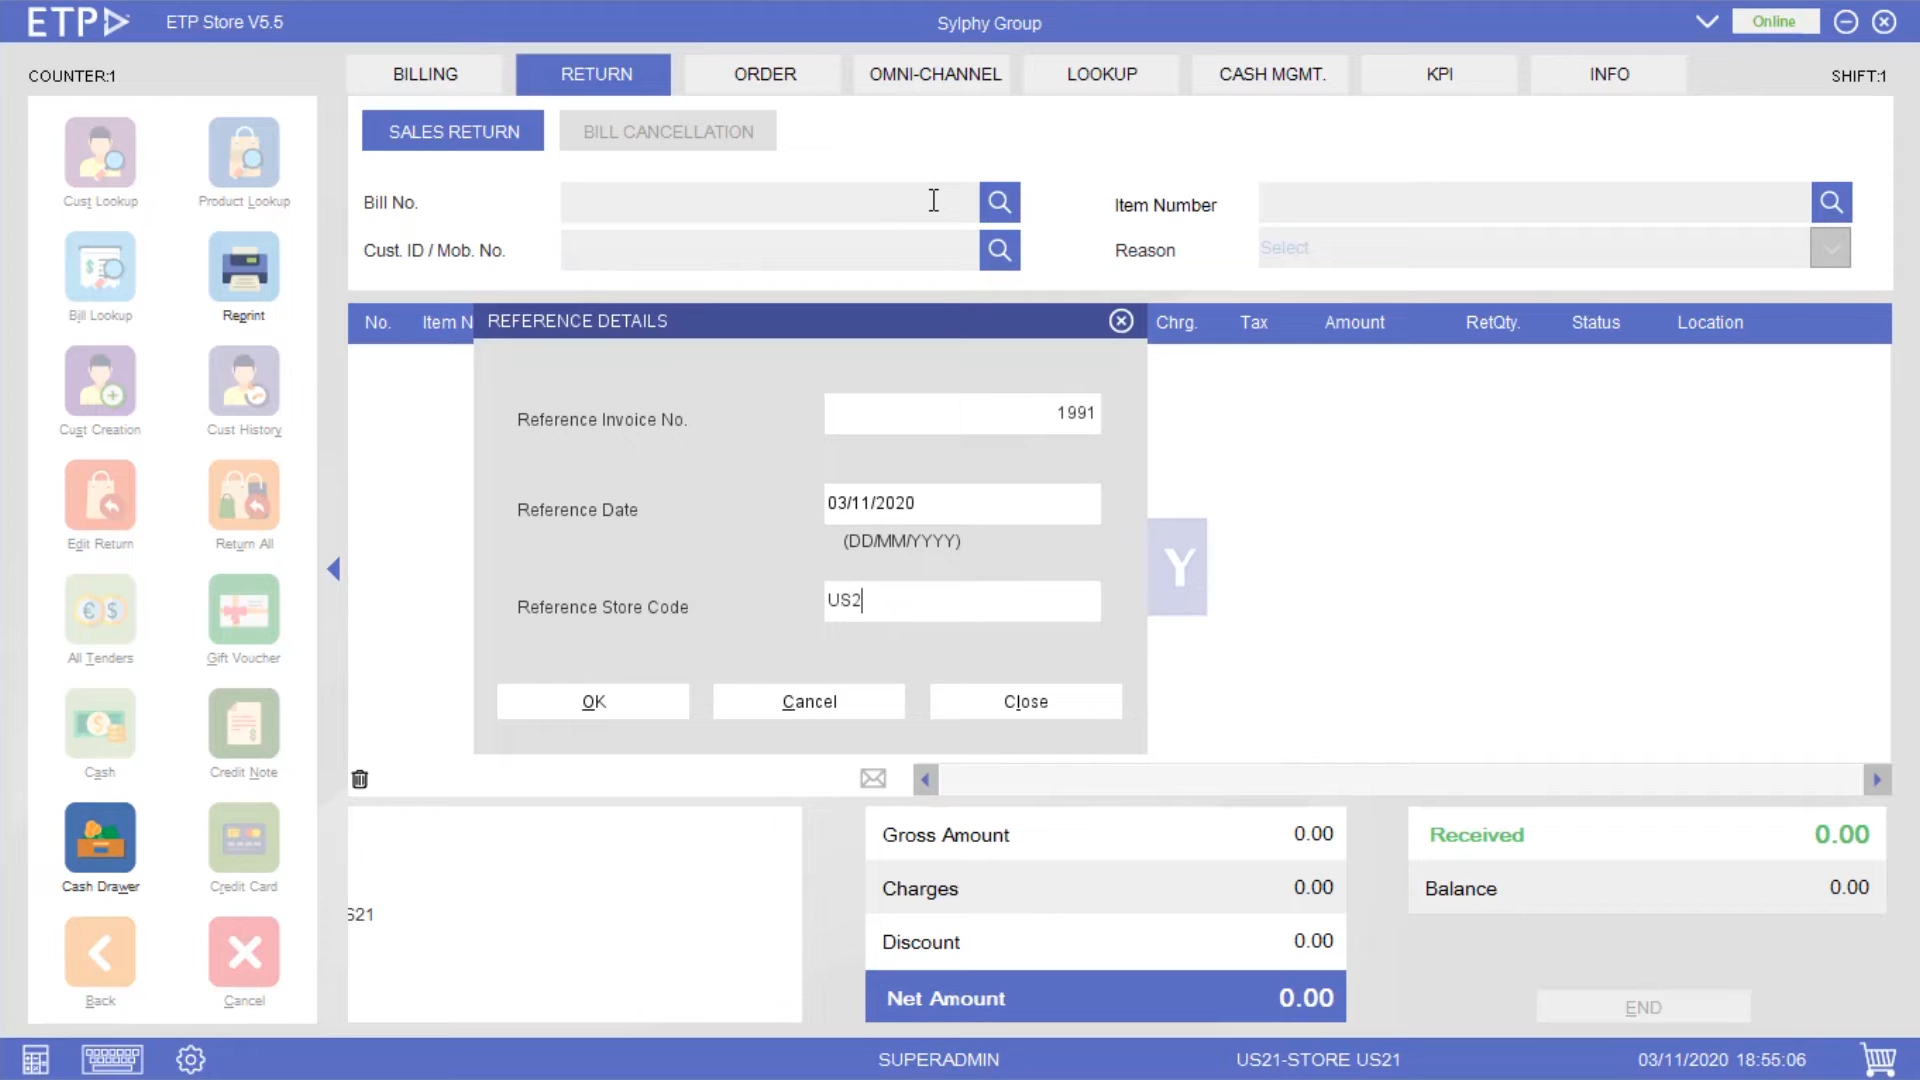 ETP ETP Store V5.5 Sylphy Group Online
COUNTER:1 BILLING RETURN ORDER OMNI-CHANNEL LOOKUP CASH MGMT. KPI INFO SHIFT:1
SALES RETURN BILL CANCELLATION
Bill No. Item Number
Cust. ID / Mob. No. Reason Select
Cust Lookup Product Lookup
Bill Lookup Reprint
Cust Creation Cust History
Edit Return Return All
All Tenders Gift Voucher
Cash Credit Note
Cash Drawer Credit Card
Back Cancel
No. Item N REFERENCE DETAILS Chrg. Tax Amount RetQty. Status Location
Reference Invoice No. 1991
Reference Date 03/11/2020
(DD/MM/YYYY)
Reference Store Code US2
Y
OK Cancel Close
S21
Gross Amount 0.00
Charges 0.00
Discount 0.00
Net Amount 0.00
Received 0.00
Balance 0.00
END
SUPERADMIN US21-STORE US21 03/11/2020 18:55:06